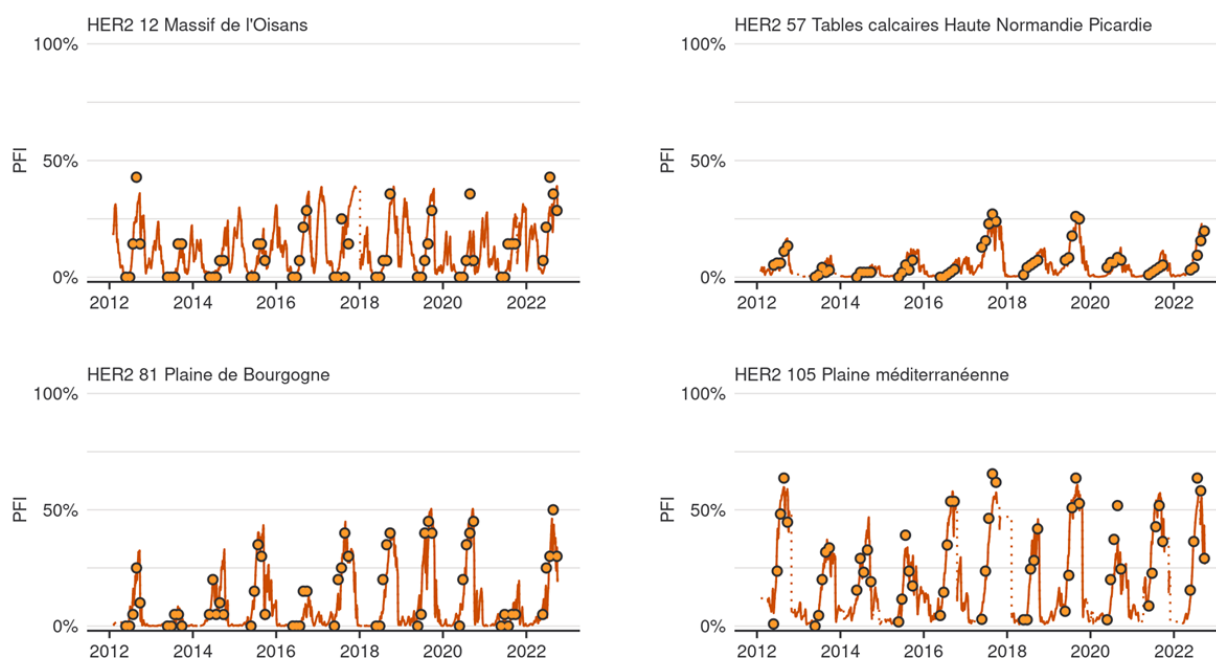 HER2 12 Massif de l'Oisans
100%
PFI
50%
0%
2012 2014 2016 2018 2020 2022
HER2 57 Tables calcaires Haute Normandie Picardie
100%
PFI
50%
0%
2012 2014 2016 2018 2020 2022
HER2 81 Plaine de Bourgogne
100%
PFI
50%
0%
2012 2014 2016 2018 2020 2022
HER2 105 Plaine méditerranéenne
100%
PFI
50%
0%
2012 2014 2016 2018 2020 2022